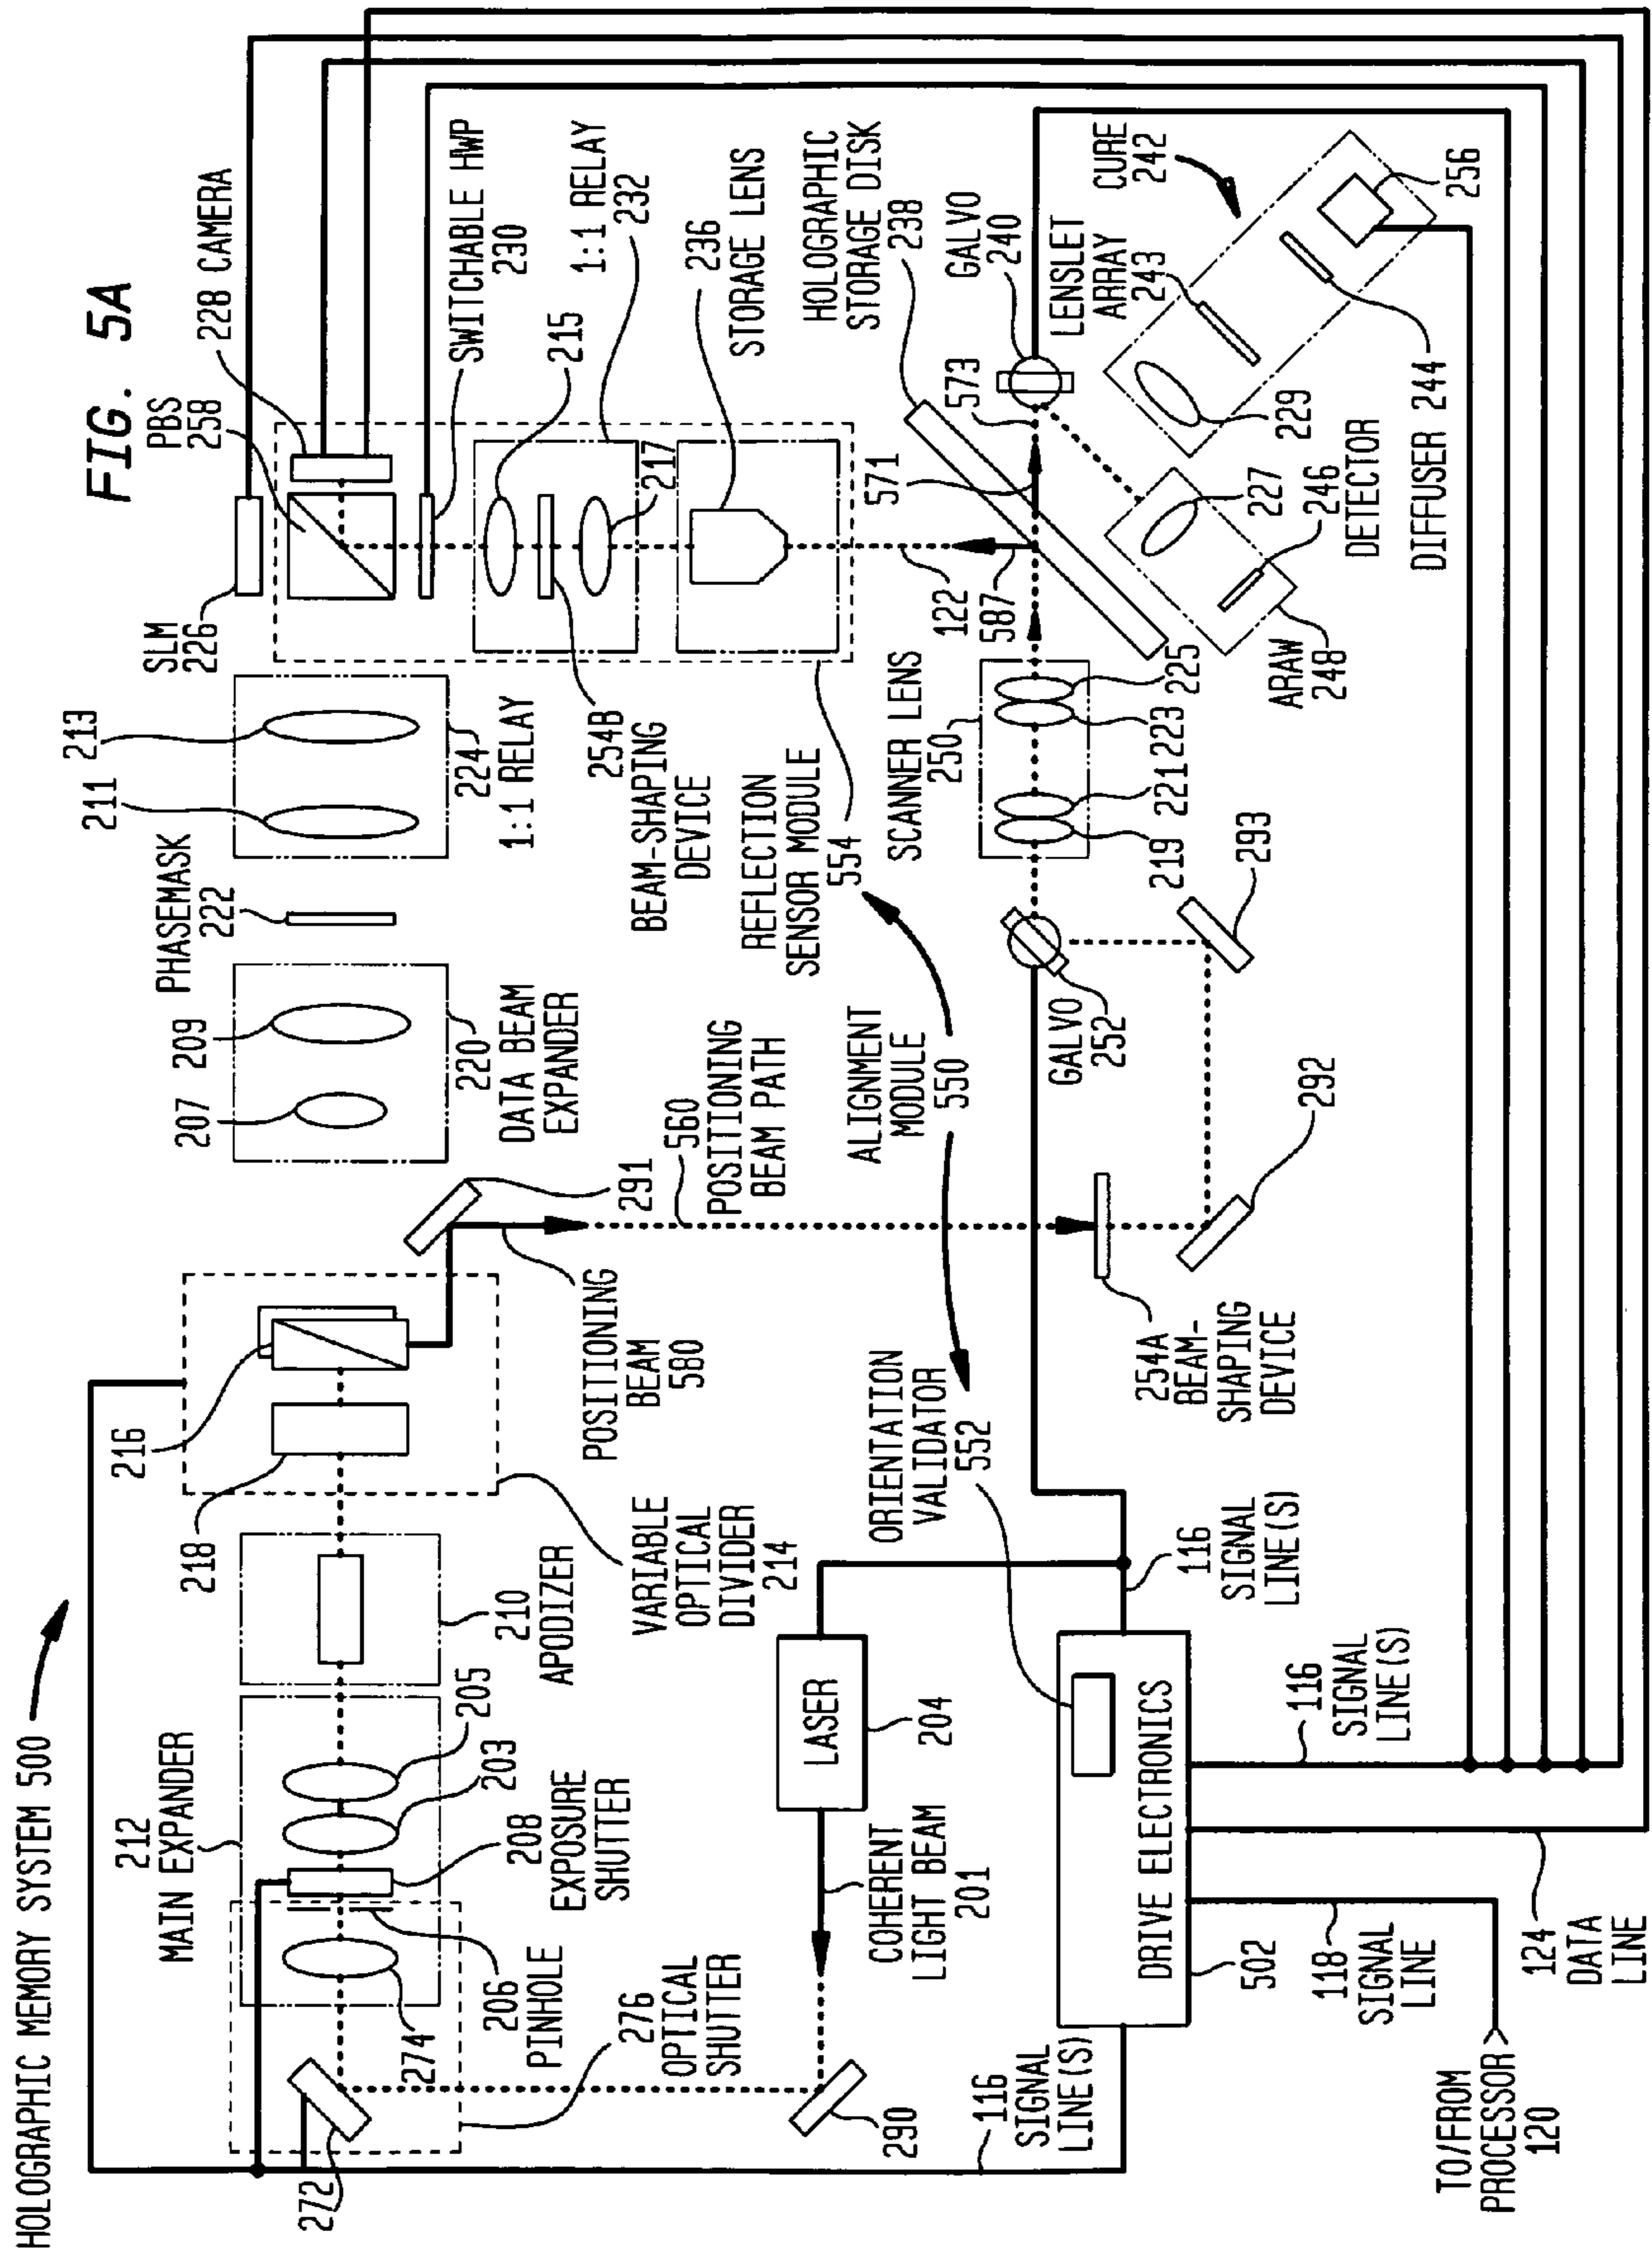 HOLOGRAPHIC MEMORY SYSTEM 500
FIG. 5A
212
MAIN EXPANDER
274
206
PINHOLE
208
EXPOSURE
SHUTTER
203
205
210
APODIZER
218
216
VARIABLE
OPTICAL
DIVIDER
214
272
276
OPTICAL
SHUTTER
290
COHERENT
LIGHT BEAM
201
LASER
204
POSITIONING
BEAM
580
291
560
POSITIONING
BEAM PATH
207
209
220
DATA BEAM
EXPANDER
PHASEMASK
222
211
213
224
1:1 RELAY
SLM
226
PBS
258
228 CAMERA
SWITCHABLE HWP
230
215
1:1 RELAY
232
217
254B
BEAM-SHAPING
DEVICE
236
STORAGE LENS
REFLECTION
SENSOR MODULE
554
HOLOGRAPHIC
STORAGE DISK
238
122
587
571
573
GALVO
240
LENSLET
ARRAY
243
CURE
242
229
256
DIFFUSER 244
227
246
DETECTOR
ARAW
248
SCANNER LENS
250
219
221
223
225
GALVO
252
293
292
254A
BEAM-
SHAPING
DEVICE
ALIGNMENT
MODULE
550
ORIENTATION
VALIDATOR
552
116
SIGNAL
LINE(S)
DRIVE ELECTRONICS
502
116
SIGNAL
LINE(S)
116
SIGNAL
LINE(S)
118
SIGNAL
LINE
124
DATA
LINE
TO/FROM
PROCESSOR
120